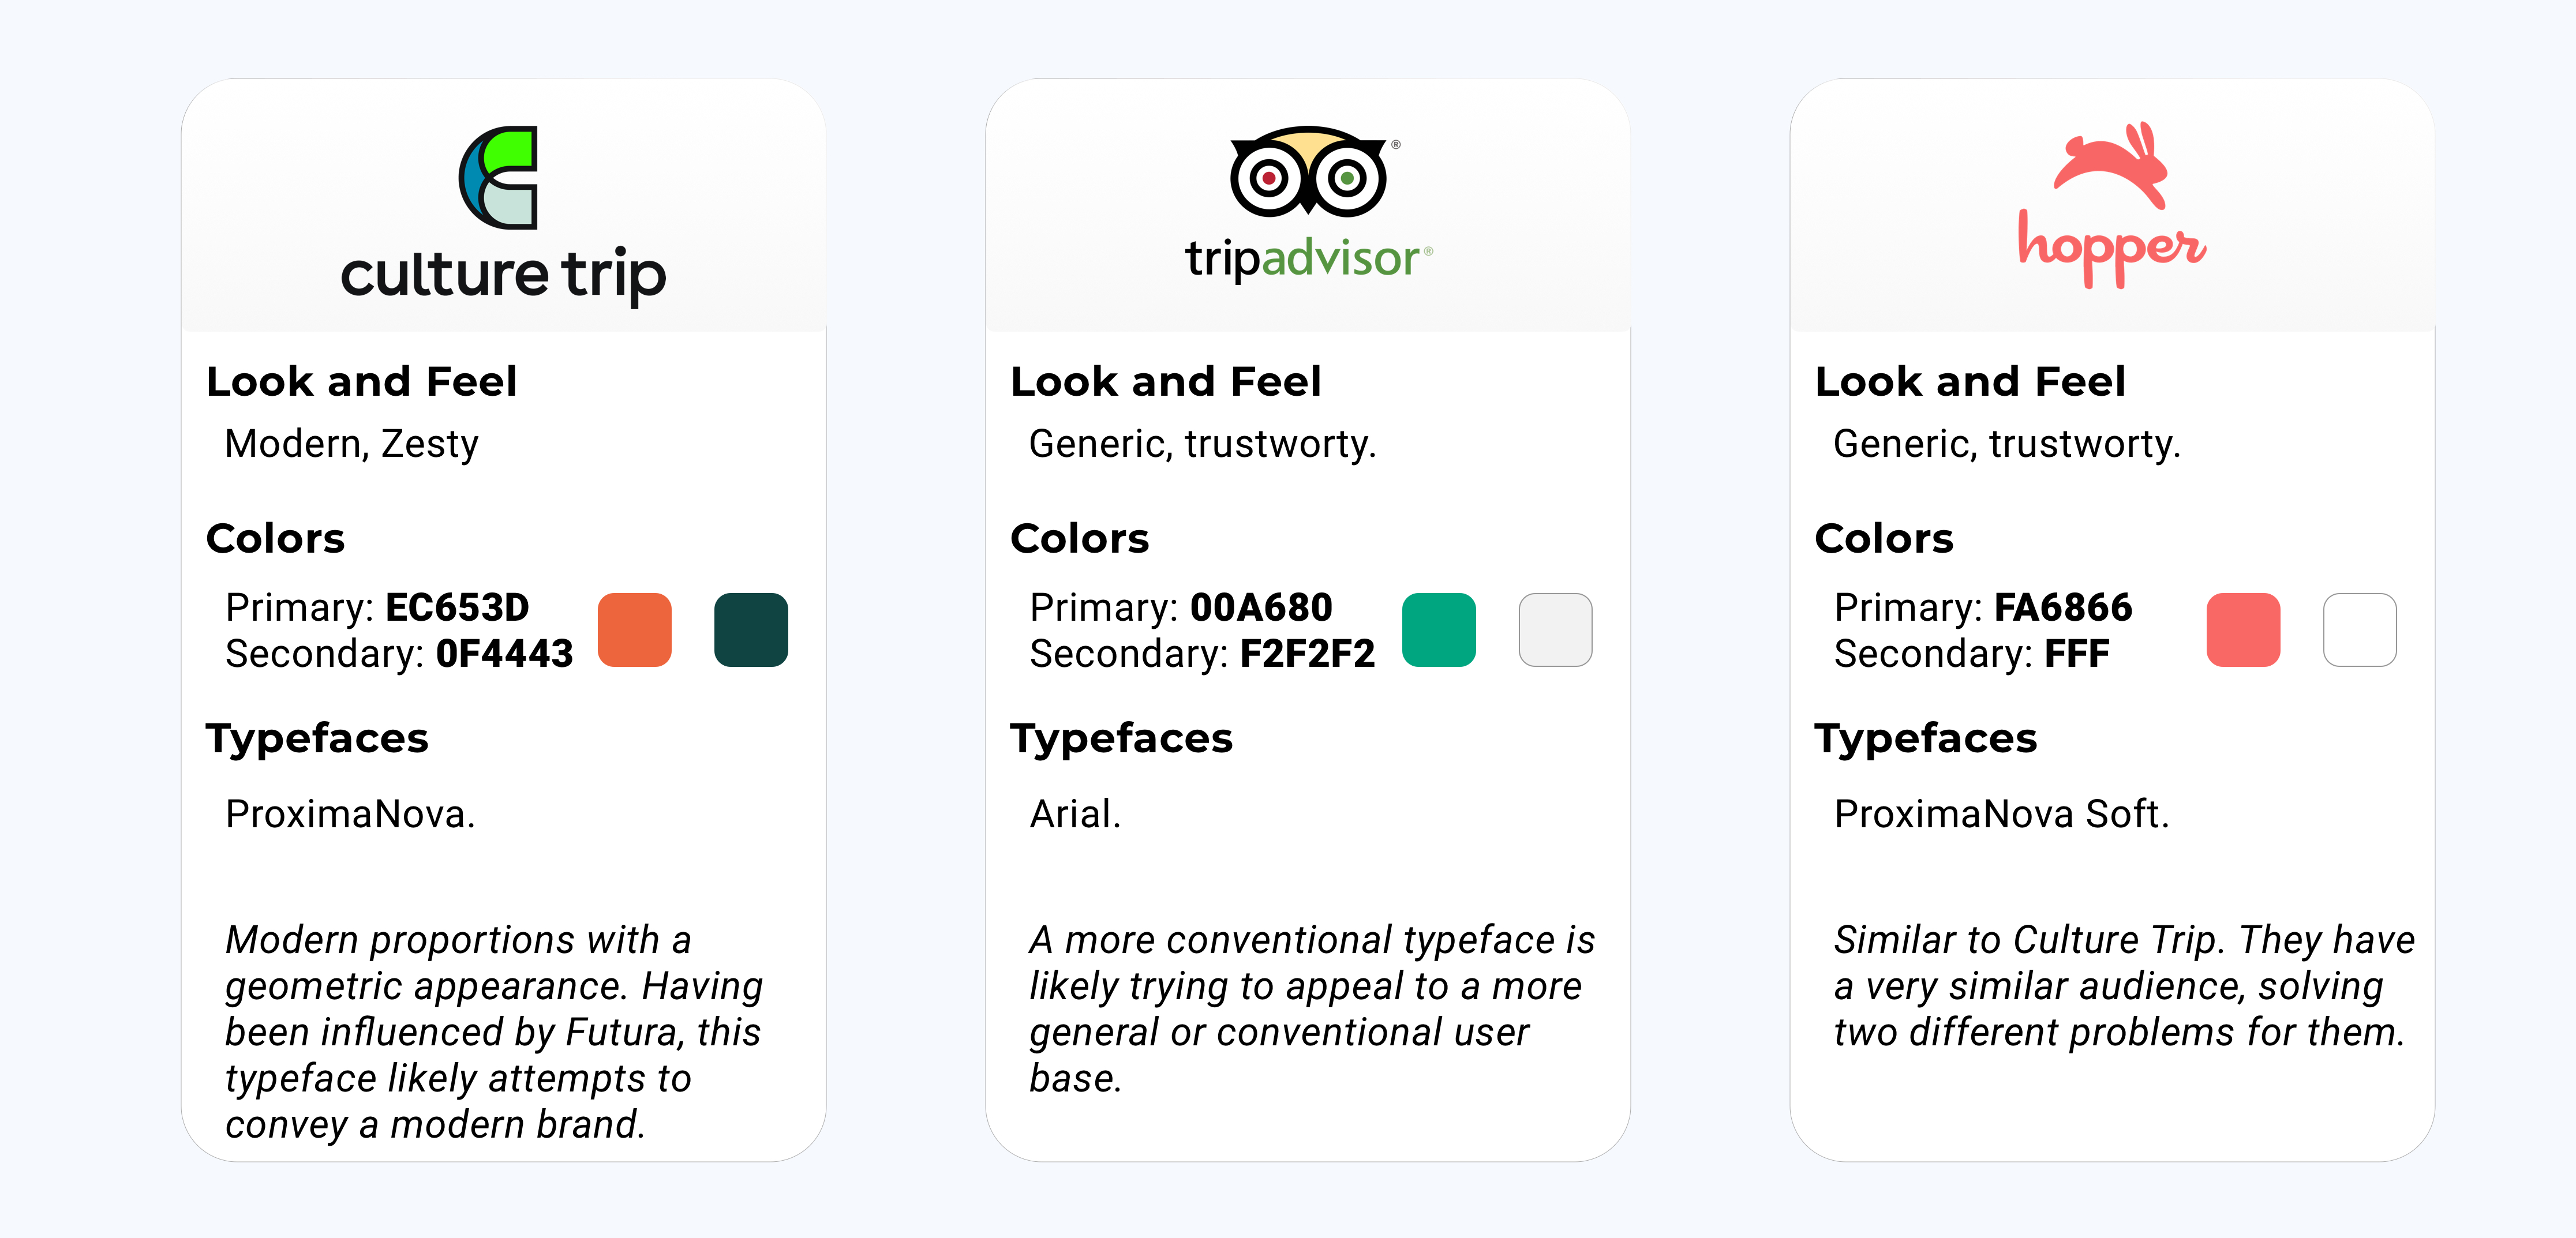 culture trip
Look and Feel
Modern, Zesty
Colors
Primary: EC653D
Secondary: 0F4443
Typefaces
ProximaNova.
Modern proportions with a
geometric appearance. Having
been influenced by Futura, this
typeface likely attempts to
convey a modern brand.
®
tripadvisor®
Look and Feel
Generic, trustworty.
Colors
Primary: 00A680
Secondary: F2F2F2
Typefaces
Arial.
A more conventional typeface is
likely trying to appeal to a more
general or conventional user
base.
hopper
Look and Feel
Generic, trustworty.
Colors
Primary: FA6866
Secondary: FFF
Typefaces
ProximaNova Soft.
Similar to Culture Trip. They have
a very similar audience, solving
two different problems for them.